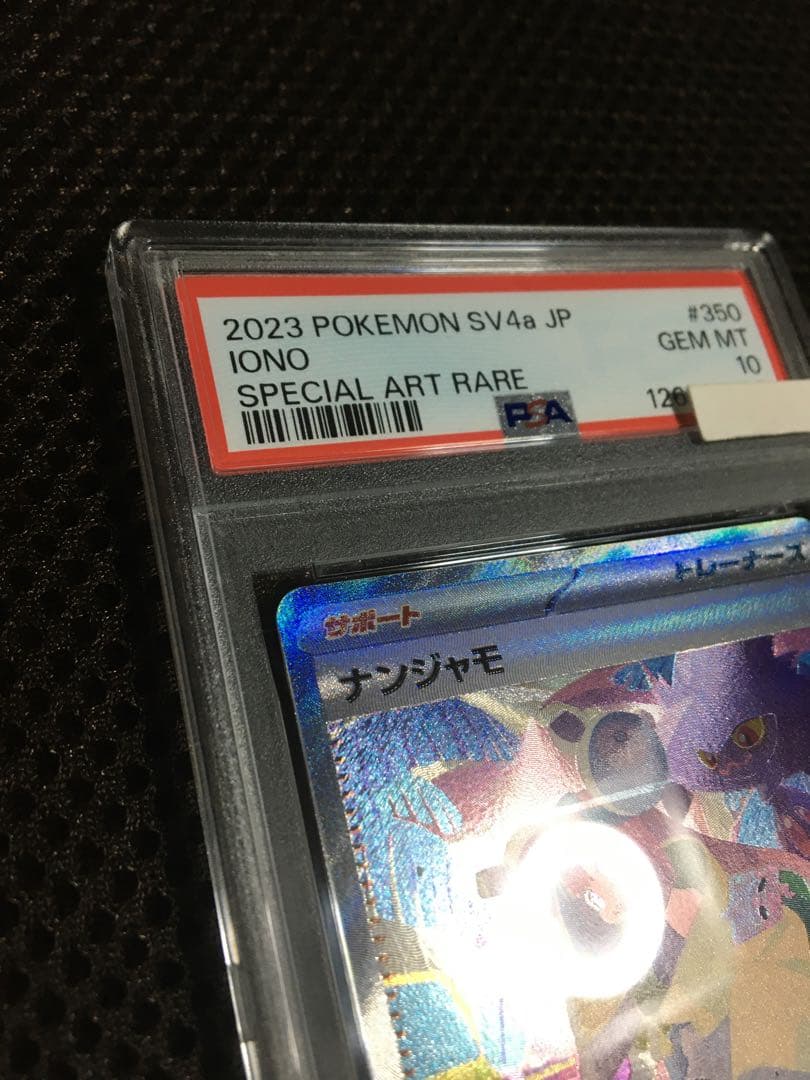 2023 POKEMON SV4a JP #350
IONO GEM MT
SPECIAL ART RARE 10
PSA 126
サポート トレーナーズ
ナンジャモ